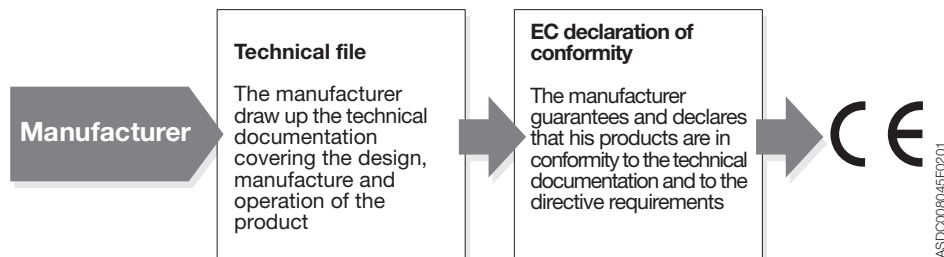 Manufacturer
Technical file
The manufacturer
draw up the technical
documentation
covering the design,
manufacture and
operation of the
product
EC declaration of
conformity
The manufacturer
guarantees and declares
that his products are in
conformity to the technical
documentation and to the
directive requirements
CE
ASDC008045F0201